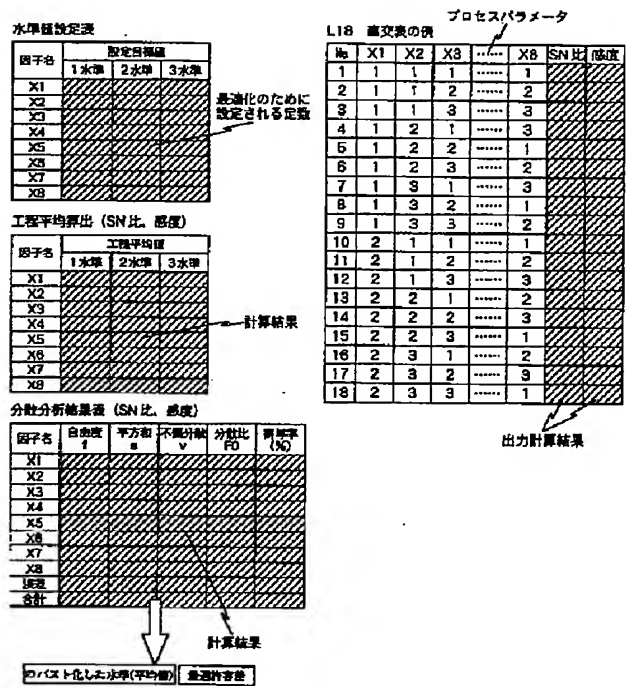 水準値設定表
因子名 設定目標値
1水準 2水準 3水準
X1
X2
X3
X4
X5
X6
X7
X8
最適化のために
設定される定数
工程平均算出 (SN比、感度)
因子名 工程平均値
1水準 2水準 3水準
X1
X2
X3
X4
X5
X6
X7
X8
計算結果
分散分析結果表 (SN比、感度)
因子名 自由度 f 平方和 s 不偏分散 v 分散比 F0 寄与率 (%)
X1
X2
X3
X4
X5
X6
X7
X8
誤差
合計
計算結果
ロバスト化した水準(平均値) 最適許容差
プロセスパラメータ
L18 直交表の例
No X1 X2 X3 …… X8 SN比 感度
1 1 1 1 …… 1
2 1 1 2 …… 2
3 1 1 3 …… 3
4 1 2 1 …… 3
5 1 2 2 …… 1
6 1 2 3 …… 2
7 1 3 1 …… 3
8 1 3 2 …… 1
9 1 3 3 …… 2
10 2 1 1 …… 1
11 2 1 2 …… 2
12 2 1 3 …… 3
13 2 2 1 …… 2
14 2 2 2 …… 3
15 2 2 3 …… 1
16 2 3 1 …… 2
17 2 3 2 …… 3
18 2 3 3 …… 1
出力計算結果